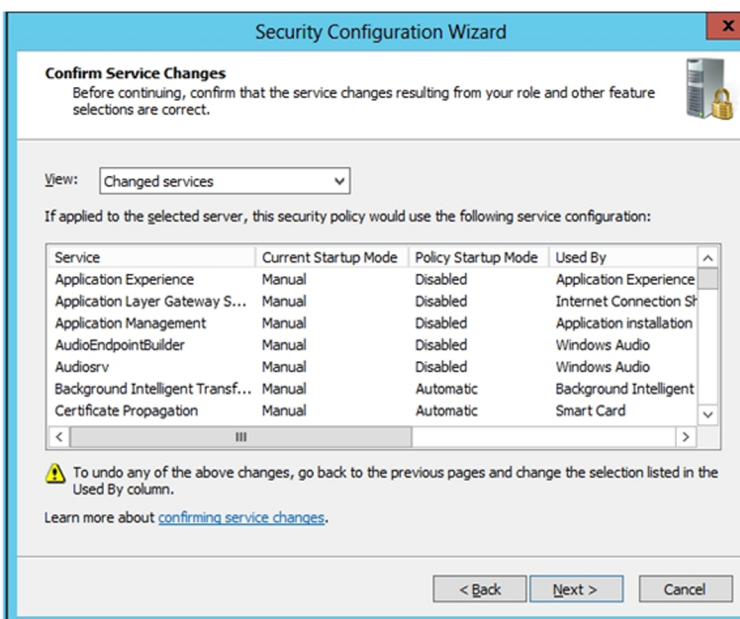 Security Configuration Wizard
x
Confirm Service Changes
Before continuing, confirm that the service changes resulting from your role and other feature
selections are correct.
View: Changed services
If applied to the selected server, this security policy would use the following service configuration:
Service Current Startup Mode Policy Startup Mode Used By
Application Experience Manual Disabled Application Experience
Application Layer Gateway S... Manual Disabled Internet Connection Sh
Application Management Manual Disabled Application installation
AudioEndpointBuilder Manual Disabled Windows Audio
Audiosrv Manual Disabled Windows Audio
Background Intelligent Transf... Manual Automatic Background Intelligent
Certificate Propagation Manual Automatic Smart Card
To undo any of the above changes, go back to the previous pages and change the selection listed in the
Used By column.
Learn more about confirming service changes.
< Back Next > Cancel